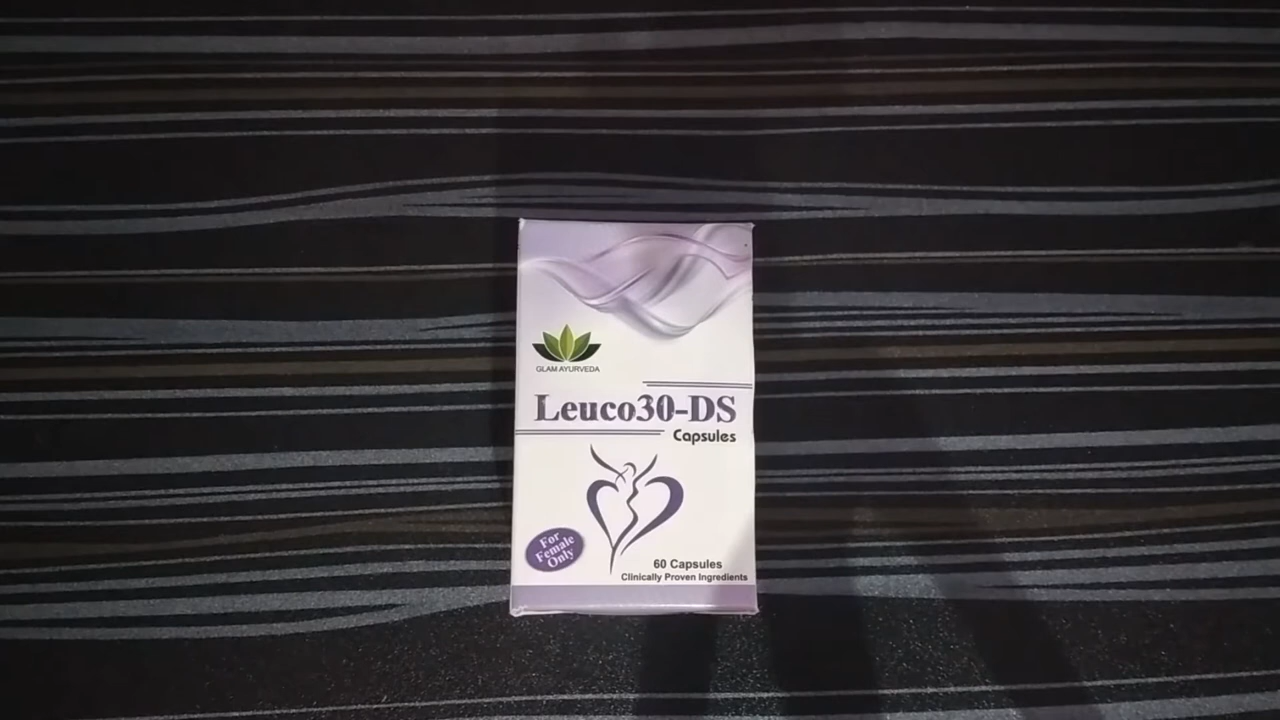 GLAM AYURVEDA
Leuco30-DS
Capsules
For
Female
Only
60 Capsules
Clinically Proven Ingredients